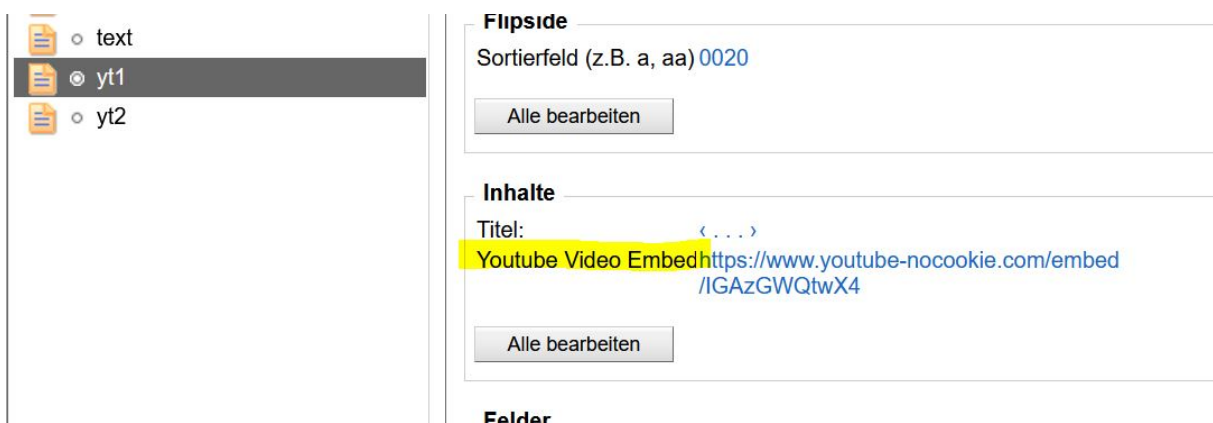 text
yt1
yt2
Flipside
Sortierfeld (z.B. a, aa) 0020
Alle bearbeiten
Inhalte
Titel: ‹ . . . ›
Youtube Video Embed https://www.youtube-nocookie.com/embed
/IGAzGWQtwX4
Alle bearbeiten
Felder